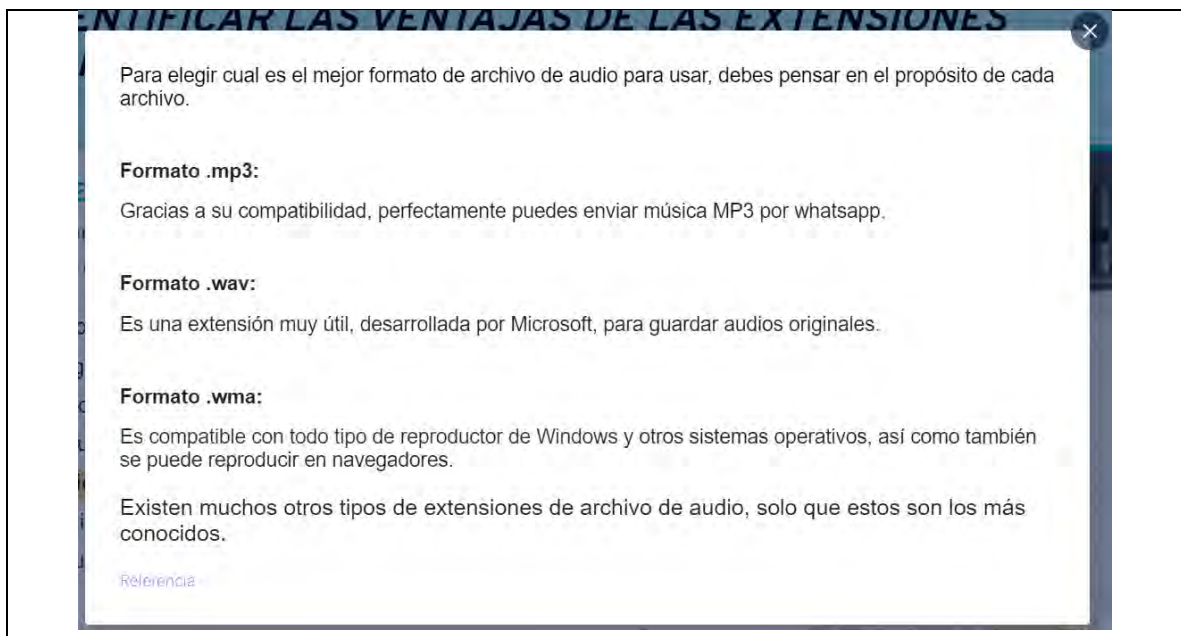 ENTIFICAR LAS VENTAJAS DE LAS EXTENSIONES
Para elegir cual es el mejor formato de archivo de audio para usar, debes pensar en el propósito de cada
archivo.
Formato .mp3:
Gracias a su compatibilidad, perfectamente puedes enviar música MP3 por whatsapp.
Formato .wav:
Es una extensión muy útil, desarrollada por Microsoft, para guardar audios originales.
Formato .wma:
Es compatible con todo tipo de reproductor de Windows y otros sistemas operativos, así como también
se puede reproducir en navegadores.
Existen muchos otros tipos de extensiones de archivo de audio, solo que estos son los más
conocidos.
Referencia